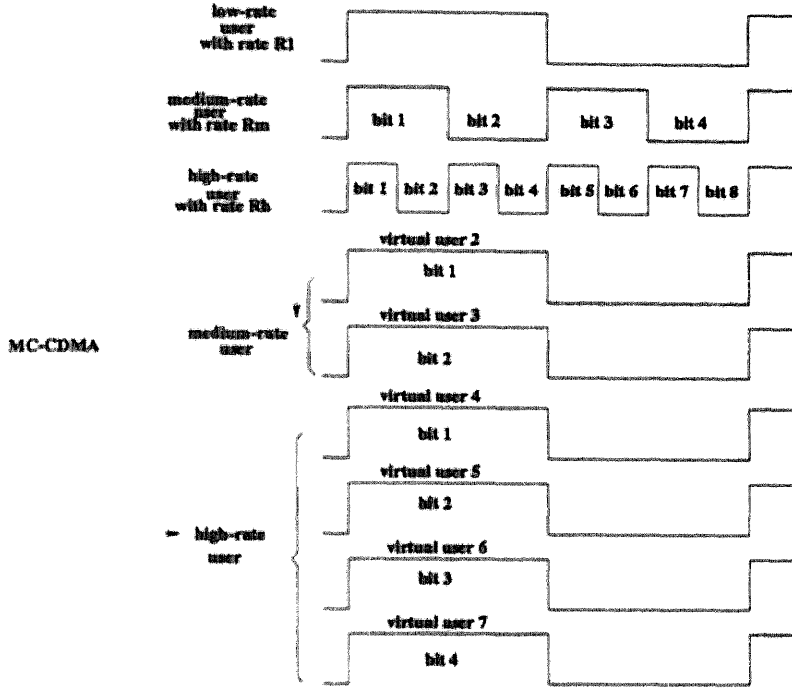 low-rate
user
with rate R1
medium-rate
user
with rate Rm
bit 1 bit 2 bit 3 bit 4
high-rate
user
with rate Rh
bit 1 bit 2 bit 3 bit 4 bit 5 bit 6 bit 7 bit 8
virtual user 2
bit 1
virtual user 3
medium-rate
user
bit 2
MC-CDMA
virtual user 4
bit 1
virtual user 5
bit 2
high-rate
user
virtual user 6
bit 3
virtual user 7
bit 4